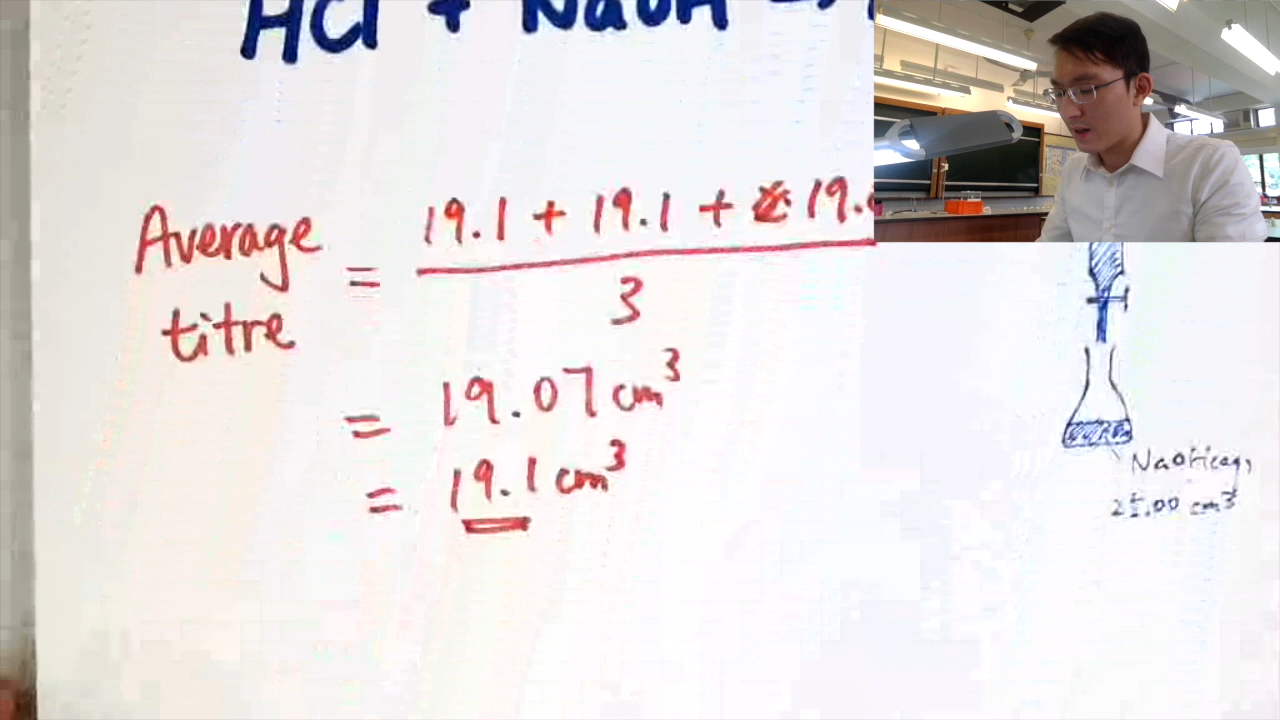 HCl + NaOH →
Average titre = 19.1 + 19.1 + 19.
3
= 19.07 cm³
= 19.1 cm³
NaOH(aq)
25.00 cm³